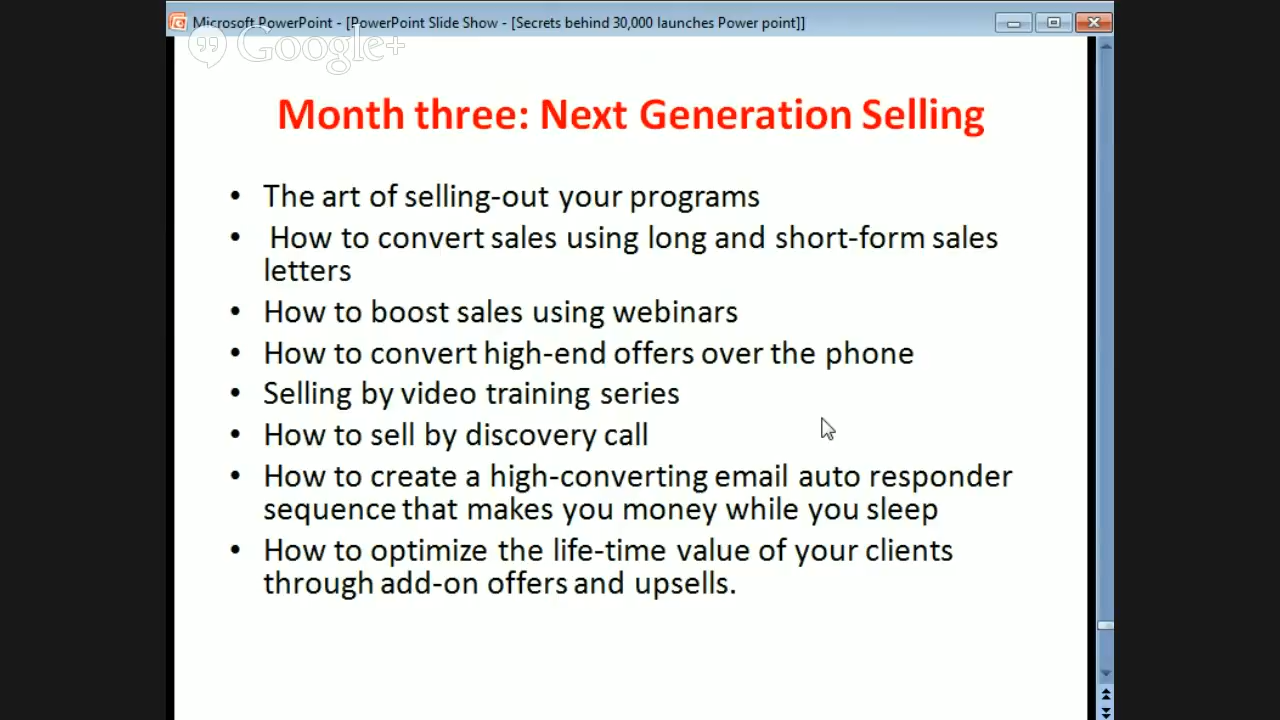 Microsoft PowerPoint - [PowerPoint Slide Show - [Secrets behind 30,000 launches Power point]]
Google+
Month three: Next Generation Selling
• The art of selling-out your programs
• How to convert sales using long and short-form sales
letters
• How to boost sales using webinars
• How to convert high-end offers over the phone
• Selling by video training series
• How to sell by discovery call
• How to create a high-converting email auto responder
sequence that makes you money while you sleep
• How to optimize the life-time value of your clients
through add-on offers and upsells.